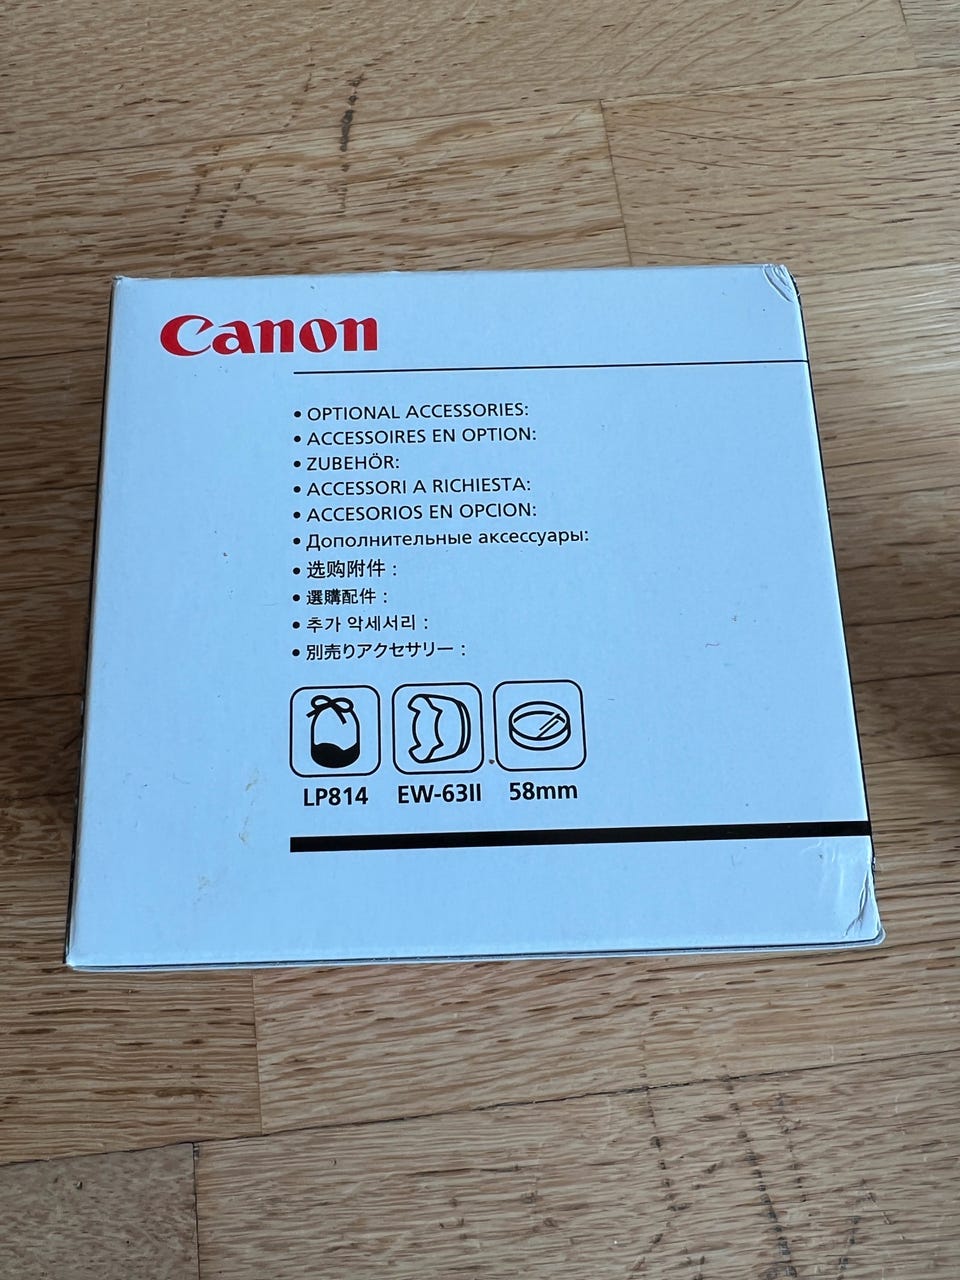 Canon
• OPTIONAL ACCESSORIES:
• ACCESSOIRES EN OPTION:
• ZUBEHÖR:
• ACCESSORI A RICHIESTA:
• ACCESORIOS EN OPCION:
• Дополнительные аксессуары:
• 选购附件 :
• 選購配件 :
• 추가 악세서리 :
• 別売りアクセサリー :
LP814 EW-63II 58mm